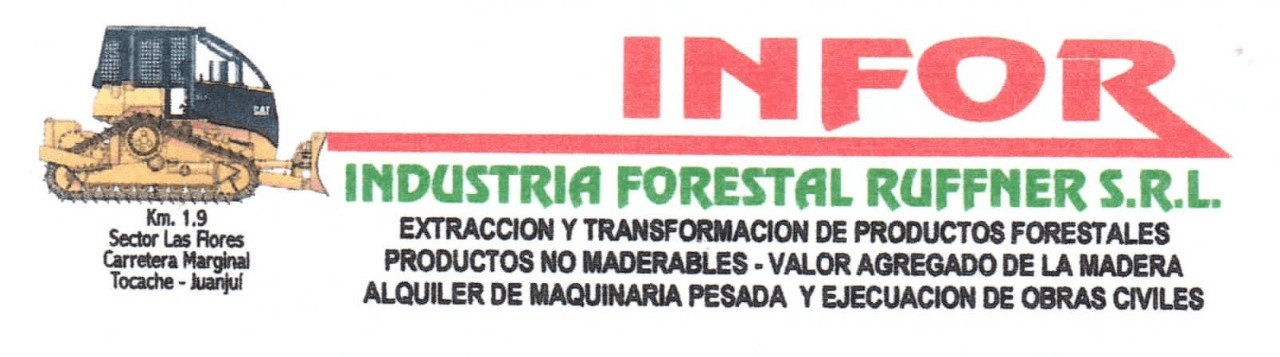 INFOR
CAT
INDUSTRIA FORESTAL RUFFNER S.R.L.
Km. 1.9
Sector Las Flores
Carretera Marginal
Tocache - Juanjuí
EXTRACCION Y TRANSFORMACION DE PRODUCTOS FORESTALES
PRODUCTOS NO MADERABLES - VALOR AGREGADO DE LA MADERA
ALQUILER DE MAQUINARIA PESADA Y EJECUACION DE OBRAS CIVILES